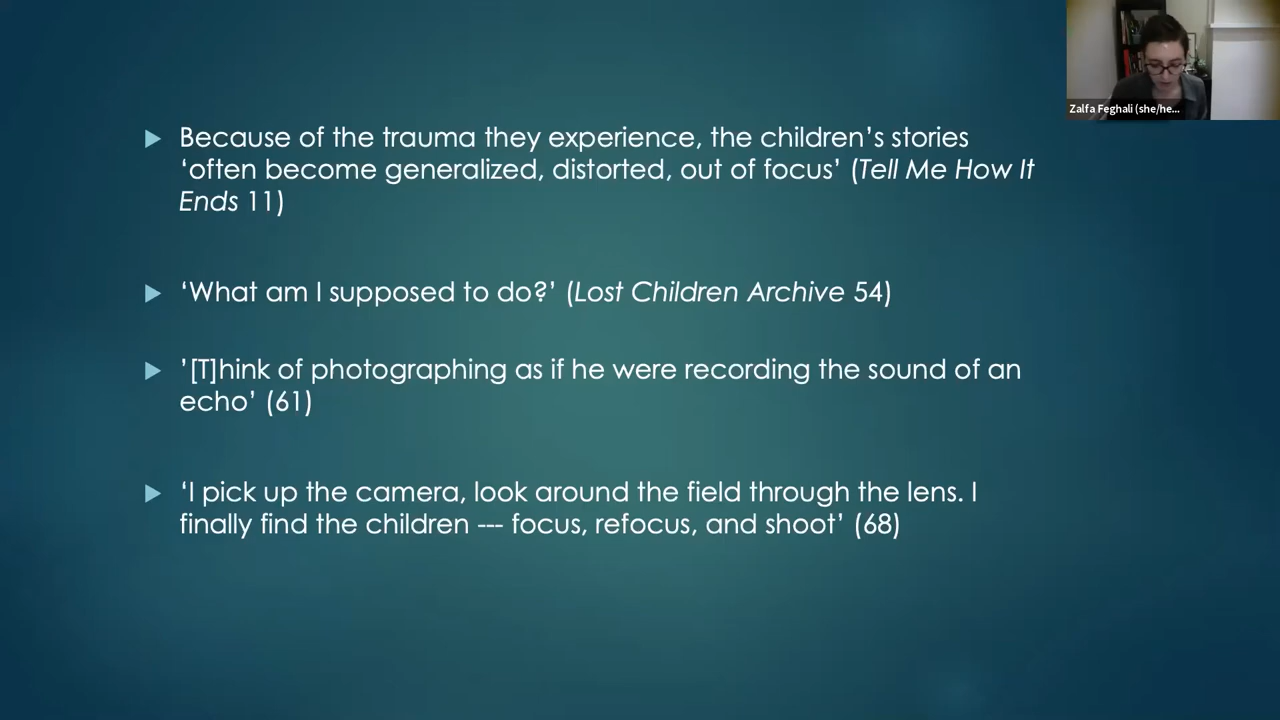 Because of the trauma they experience, the children’s stories
‘often become generalized, distorted, out of focus’ (Tell Me How It
Ends 11)
‘What am I supposed to do?’ (Lost Children Archive 54)
’[T]hink of photographing as if he were recording the sound of an
echo’ (61)
‘I pick up the camera, look around the field through the lens. I
finally find the children --- focus, refocus, and shoot’ (68)
Zalfa Feghali (she/he...